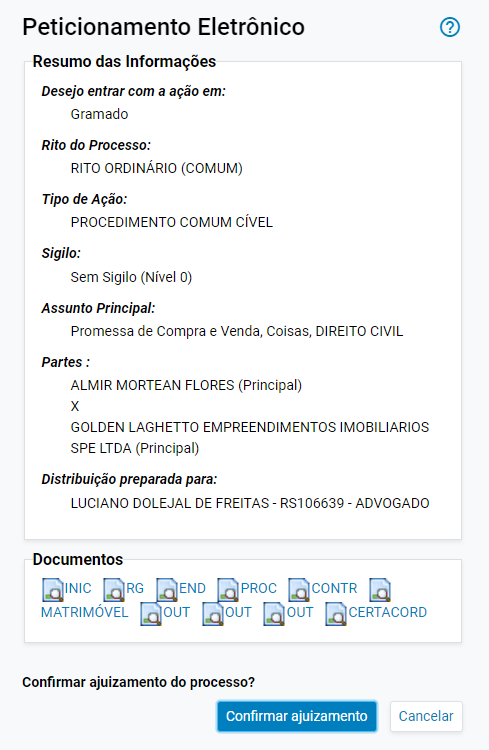 Peticionamento Eletrônico
Resumo das Informações
Desejo entrar com a ação em:
Gramado
Rito do Processo:
RITO ORDINÁRIO (COMUM)
Tipo de Ação:
PROCEDIMENTO COMUM CÍVEL
Sigilo:
Sem Sigilo (Nível 0)
Assunto Principal:
Promessa de Compra e Venda, Coisas, DIREITO CIVIL
Partes :
ALMIR MORTEAN FLORES (Principal)
X
GOLDEN LAGHETTO EMPREENDIMENTOS IMOBILIARIOS
SPE LTDA (Principal)
Distribuição preparada para:
LUCIANO DOLEJAL DE FREITAS - RS106639 - ADVOGADO
Documentos
INIC RG END PROC CONTR
MATRIMÓVEL OUT OUT OUT CERTACORD
Confirmar ajuizamento do processo?
Confirmar ajuizamento Cancelar